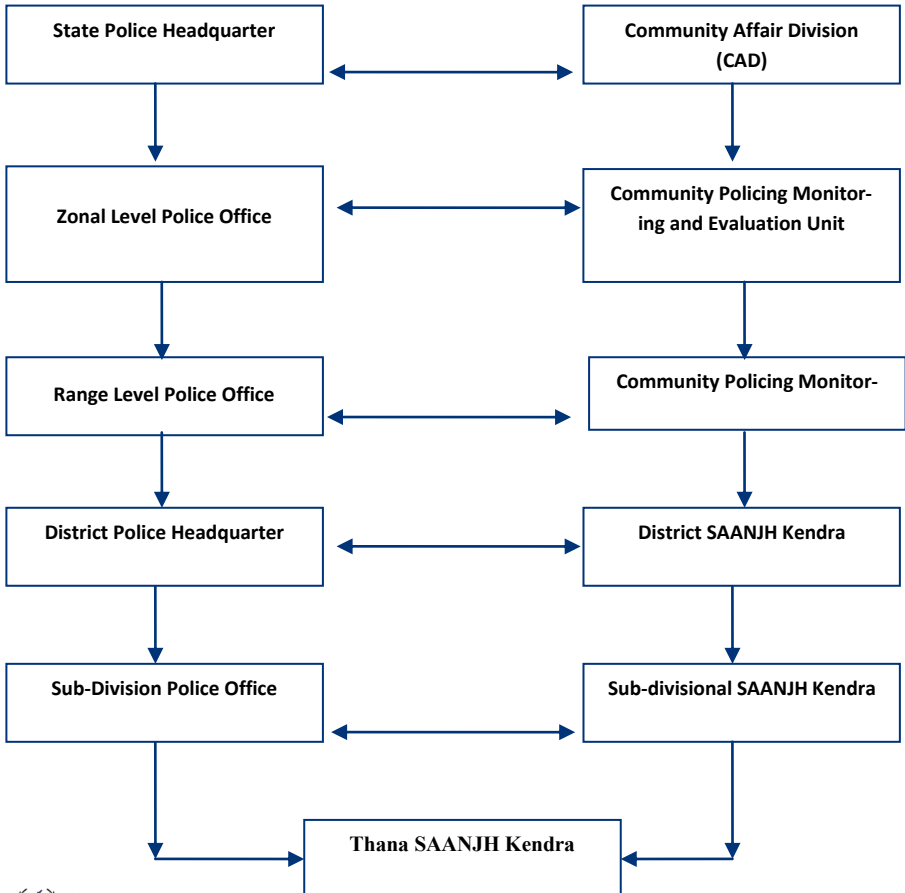 State Police Headquarter
Community Affair Division
(CAD)
Zonal Level Police Office
Community Policing Monitor-
ing and Evaluation Unit
Range Level Police Office
Community Policing Monitor-
District Police Headquarter
District SAANJH Kendra
Sub-Division Police Office
Sub-divisional SAANJH Kendra
Thana SAANJH Kendra